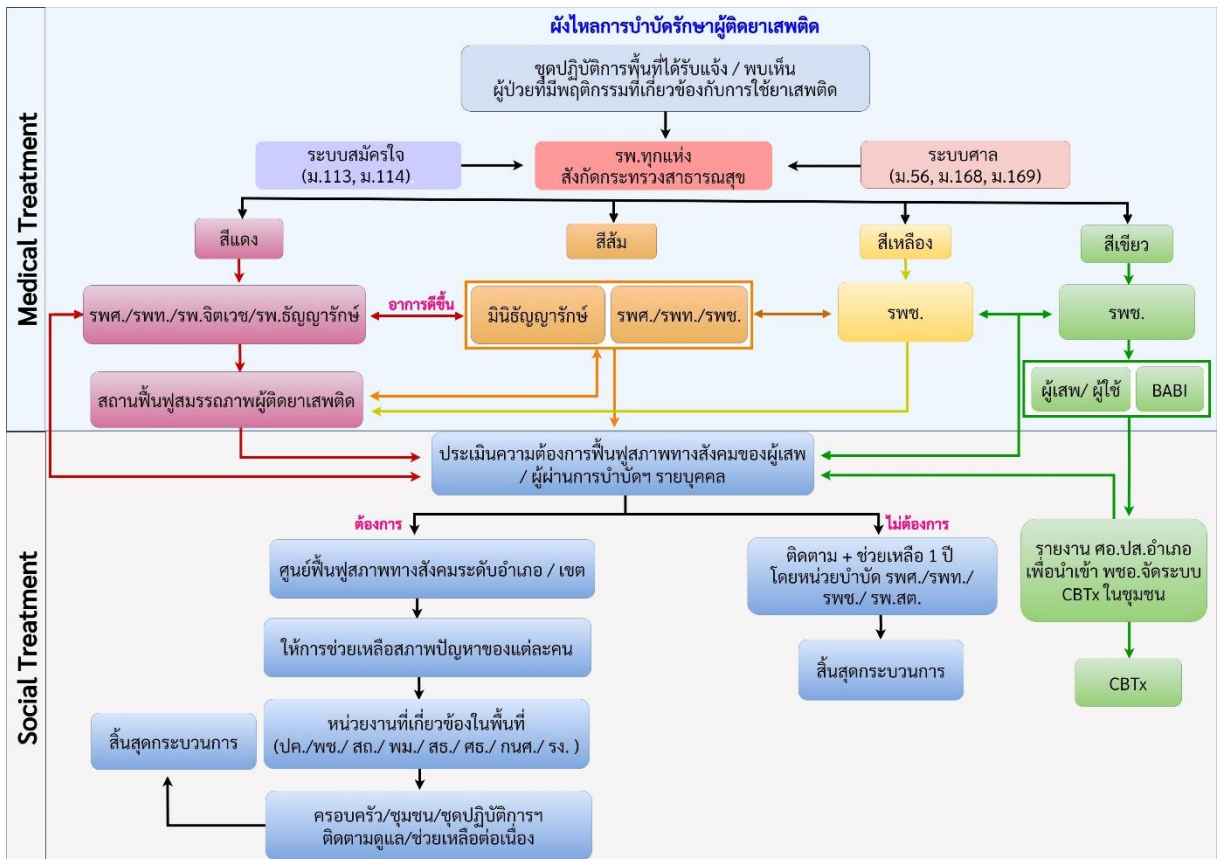 ผังไหลการบำบัดรักษาผู้ติดยาเสพติด
Medical Treatment
ชุดปฏิบัติการพื้นที่ได้รับแจ้ง / พบเห็น
ผู้ป่วยที่มีพฤติกรรมที่เกี่ยวข้องกับการใช้ยาเสพติด
ระบบสมัครใจ
(ม.113, ม.114)
รพ.ทุกแห่ง
สังกัดกระทรวงสาธารณสุข
ระบบศาล
(ม.56, ม.168, ม.169)
สีแดง
สีส้ม
สีเหลือง
สีเขียว
รพศ./รพท./รพ.จิตเวช/รพ.ธัญญารักษ์
อาการดีขึ้น
มินิธัญญารักษ์
รพศ./รพท./รพช.
รพช.
รพช.
สถานฟื้นฟูสมรรถภาพผู้ติดยาเสพติด
ผู้เสพ/ ผู้ใช้
BABI
Social Treatment
ประเมินความต้องการฟื้นฟูสภาพทางสังคมของผู้เสพ
/ ผู้ผ่านการบำบัดฯ รายบุคคล
ต้องการ
ไม่ต้องการ
ศูนย์ฟื้นฟูสภาพทางสังคมระดับอำเภอ / เขต
ติดตาม + ช่วยเหลือ 1 ปี
โดยหน่วยบำบัด รพศ./รพท./
รพช./ รพ.สต.
รายงาน ศอ.ปส.อำเภอ
เพื่อนำเข้า พชอ.จัดระบบ
CBTx ในชุมชน
ให้การช่วยเหลือสภาพปัญหาของแต่ละคน
สิ้นสุดกระบวนการ
CBTx
หน่วยงานที่เกี่ยวข้องในพื้นที่
(ปค./พช./ สถ./ พม./ สธ./ ศธ./ กนศ./ รง. )
สิ้นสุดกระบวนการ
ครอบครัว/ชุมชน/ชุดปฏิบัติการฯ
ติดตามดูแล/ช่วยเหลือต่อเนื่อง